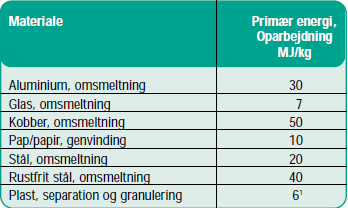 Materiale Primær energi,
Oparbejdning
MJ/kg
Aluminium, omsmeltning 30
Glas, omsmeltning 7
Kobber, omsmeltning 50
Pap/papir, genvinding 10
Stål, omsmeltning 20
Rustfrit stål, omsmeltning 40
Plast, separation og granulering 6¹